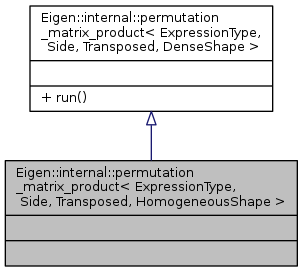 Eigen::internal::permutation
_matrix_product< ExpressionType,
Side, Transposed, DenseShape >
+ run()
Eigen::internal::permutation
_matrix_product< ExpressionType,
Side, Transposed, HomogeneousShape >